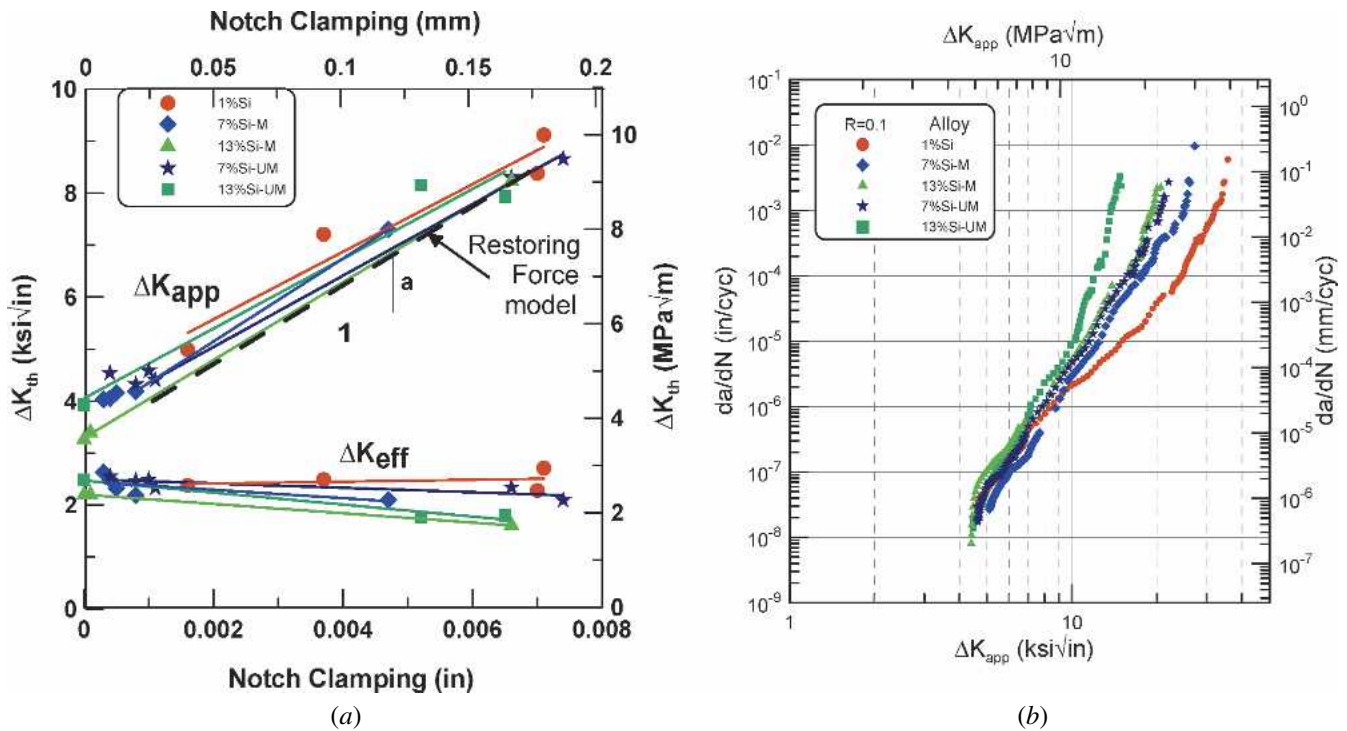 Notch Clamping (mm)
0 0.05 0.1 0.15 0.2
10
8
6
4
2
0
ΔKth (ksi√in)
1%Si
7%Si-M
13%Si-M
7%Si-UM
13%Si-UM
ΔKapp
Restoring
Force
model
a
1
ΔKeff
10
8
6
4
2
0
ΔKth (MPa√m)
0 0.002 0.004 0.006 0.008
Notch Clamping (in)
(a)
ΔKapp (MPa√m)
10
10⁻¹
10⁻²
10⁻³
10⁻⁴
10⁻⁵
10⁻⁶
10⁻⁷
10⁻⁸
10⁻⁹
da/dN (in/cyc)
R=0.1 Alloy
1%Si
7%Si-M
13%Si-M
7%Si-UM
13%Si-UM
10⁰
10⁻¹
10⁻²
10⁻³
10⁻⁴
10⁻⁵
10⁻⁶
10⁻⁷
da/dN (mm/cyc)
1 10
ΔKapp (ksi√in)
(b)